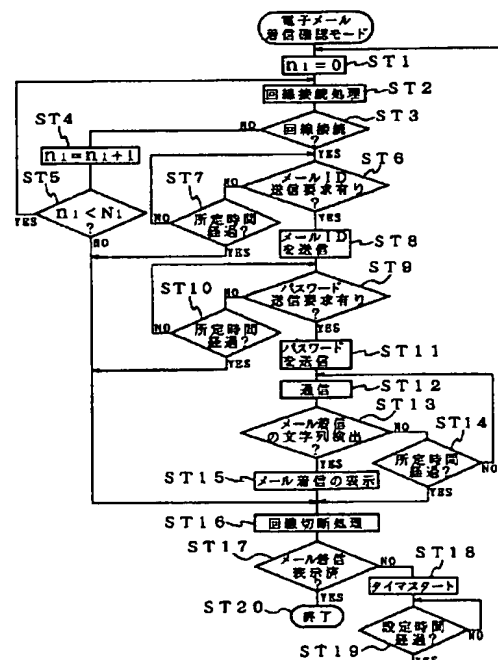 電子メール
着信確認モード
n1=0
ST1
回線接続処理
ST2
ST3
回線接続
?
NO
YES
ST4
n1=n1+1
ST5
n1<N1
?
YES
NO
ST6
メールID
送信要求有り
?
NO
YES
ST7
所定時間
経過?
NO
YES
ST8
メールID
を送信
ST9
パスワード
送信要求有り
?
NO
YES
ST10
所定時間
経過?
NO
YES
ST11
パスワード
を送信
ST12
通信
ST13
メール着信
の文字列検出
?
NO
YES
ST14
所定時間
経過?
NO
YES
ST15
メール着信の表示
ST16
回線切断処理
ST17
メール着信
表示済
?
NO
YES
ST18
タイマスタート
ST20
終了
設定時間
経過?
NO
ST19
YES